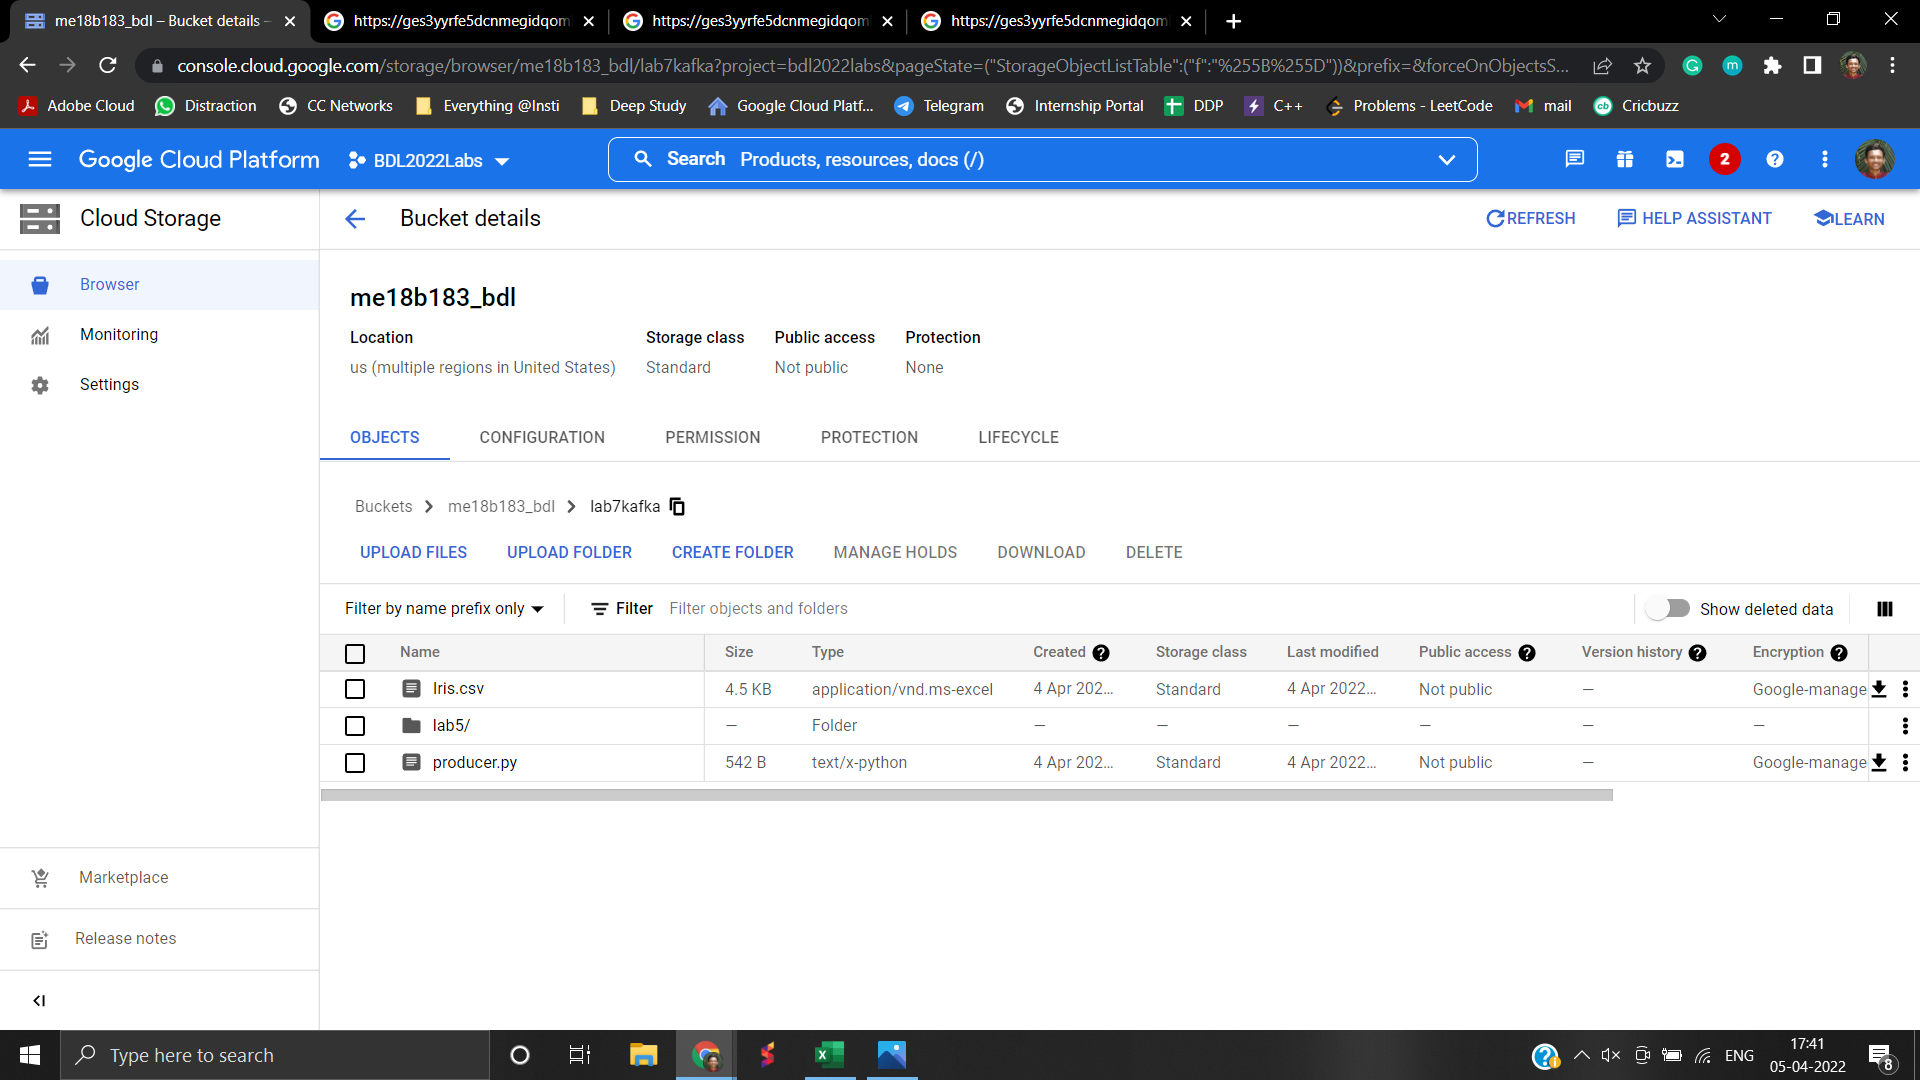 me18b183_bdl – Bucket details –
https://ges3yyrfe5dcnmegidqom
https://ges3yyrfe5dcnmegidqom
https://ges3yyrfe5dcnmegidqom
console.cloud.google.com/storage/browser/me18b183_bdl/lab7kafka?project=bdl2022labs&pageState=("StorageObjectListTable":("f":"%255B%255D"))&prefix=&forceOnObjectsS...
Adobe Cloud Distraction CC Networks Everything @Insti Deep Study Google Cloud Platf... Telegram Internship Portal DDP C++ Problems - LeetCode mail Cricbuzz
Google Cloud Platform BDL2022Labs Search Products, resources, docs (/) 2
Cloud Storage
Bucket details REFRESH HELP ASSISTANT LEARN
Browser
Monitoring
Settings
Marketplace
Release notes
me18b183_bdl
Location Storage class Public access Protection
us (multiple regions in United States) Standard Not public None
OBJECTS CONFIGURATION PERMISSION PROTECTION LIFECYCLE
Buckets me18b183_bdl lab7kafka
UPLOAD FILES UPLOAD FOLDER CREATE FOLDER MANAGE HOLDS DOWNLOAD DELETE
Filter by name prefix only Filter Filter objects and folders Show deleted data
Name Size Type Created Storage class Last modified Public access Version history Encryption
Iris.csv 4.5 KB application/vnd.ms-excel 4 Apr 202... Standard 4 Apr 2022... Not public — Google-manage
lab5/ — Folder — — — — — —
producer.py 542 B text/x-python 4 Apr 202... Standard 4 Apr 2022... Not public — Google-manage
Type here to search
ENG
17:41
05-04-2022
8